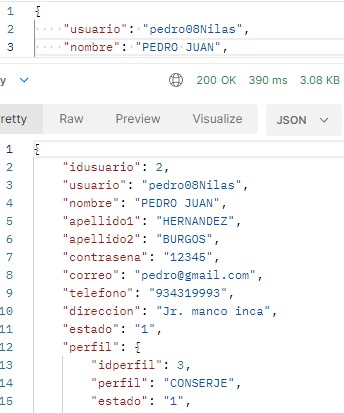 1 {
2 "usuario": "pedro08Nilas",
3 "nombre": "PEDRO JUAN",
y 200 OK 390 ms 3.08 KB
retty Raw Preview Visualize JSON
1 {
2 "idusuario": 2,
3 "usuario": "pedro08Nilas",
4 "nombre": "PEDRO JUAN",
5 "apellido1": "HERNANDEZ",
6 "apellido2": "BURGOS",
7 "contrasena": "12345",
8 "correo": "pedro@gmail.com",
9 "telefono": "934319993",
10 "direccion": "Jr. manco inca",
11 "estado": "1",
12 "perfil": {
13 "idperfil": 3,
14 "perfil": "CONSERJE",
15 "estado": "1",